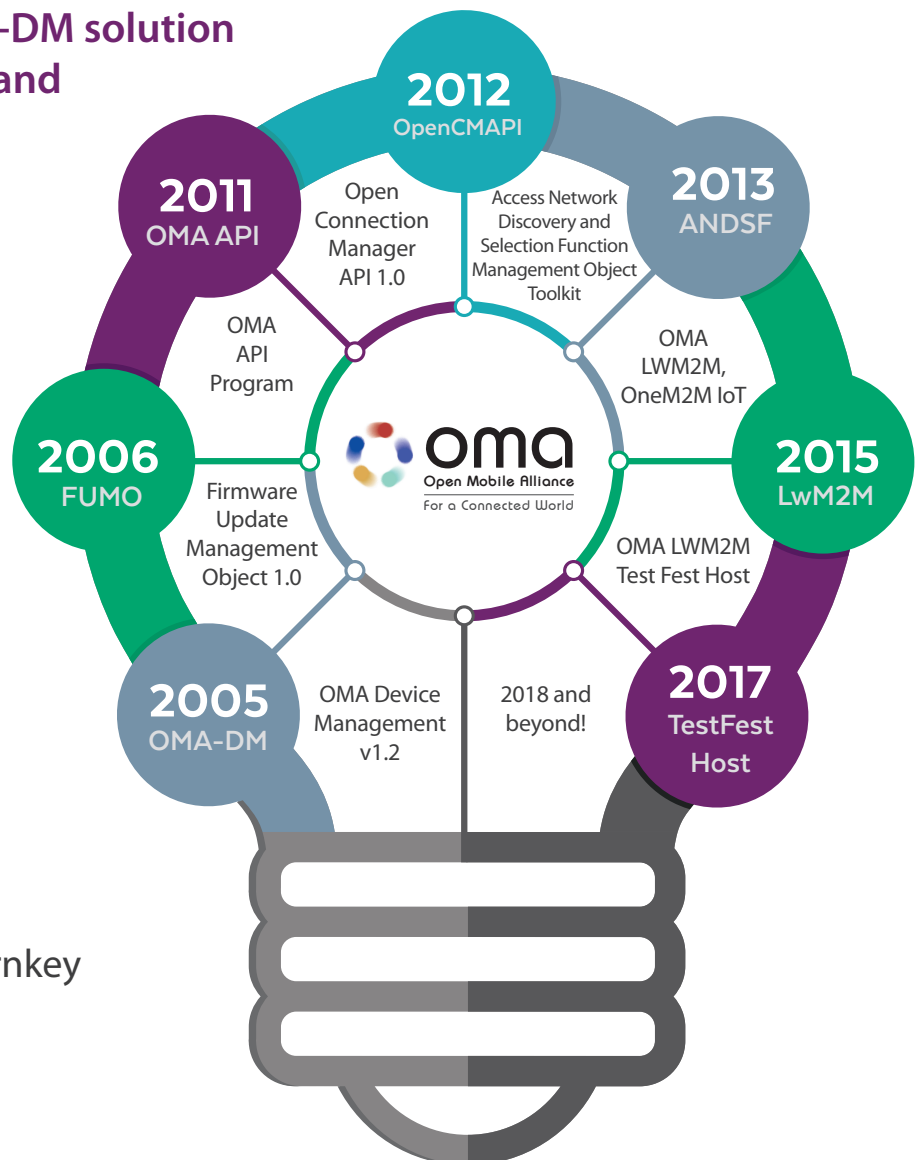 -DM solution
and
2012
OpenCMAPI
2011
OMA API
Open
Connection
Manager
API 1.0
Access Network
Discovery and
Selection Function
Management Object
Toolkit
2013
ANDSF
OMA
API
Program
OMA
LWM2M,
OneM2M IoT
2006
FUMO
oma
Open Mobile Alliance
For a Connected World
2015
LwM2M
Firmware
Update
Management
Object 1.0
OMA LWM2M
Test Fest Host
2005
OMA-DM
OMA Device
Management
v1.2
2018 and
beyond!
2017
TestFest
Host
rnkey